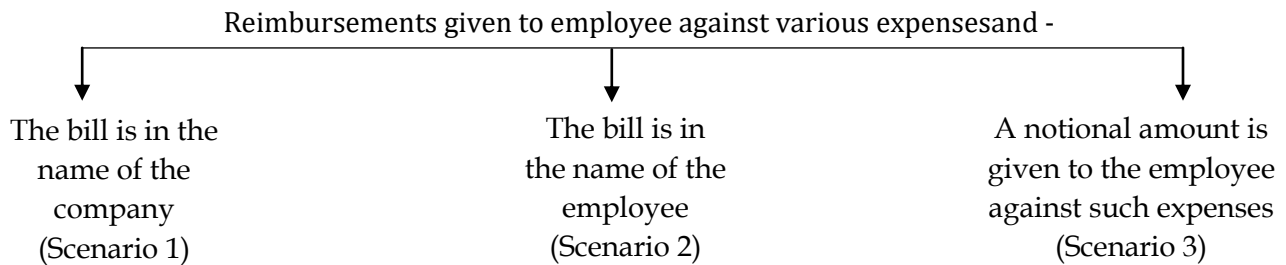 Reimbursements given to employee against various expensesand -
The bill is in the
name of the
company
(Scenario 1)
The bill is in
the name of the
employee
(Scenario 2)
A notional amount is
given to the employee
against such expenses
(Scenario 3)